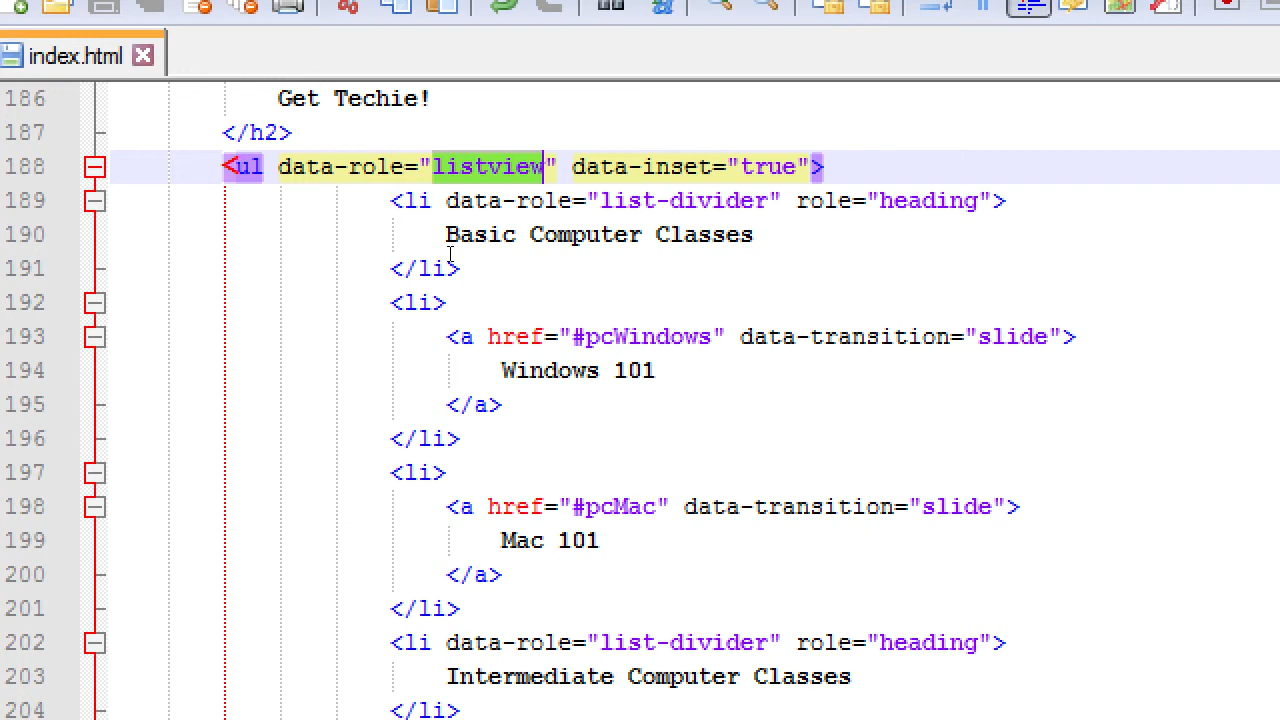 index.html
186 Get Techie!
187 </h2>
188 <ul data-role="listview" data-inset="true">
189 <li data-role="list-divider" role="heading">
190 Basic Computer Classes
191 </li>
192 <li>
193 <a href="#pcWindows" data-transition="slide">
194 Windows 101
195 </a>
196 </li>
197 <li>
198 <a href="#pcMac" data-transition="slide">
199 Mac 101
200 </a>
201 </li>
202 <li data-role="list-divider" role="heading">
203 Intermediate Computer Classes
204 </li>